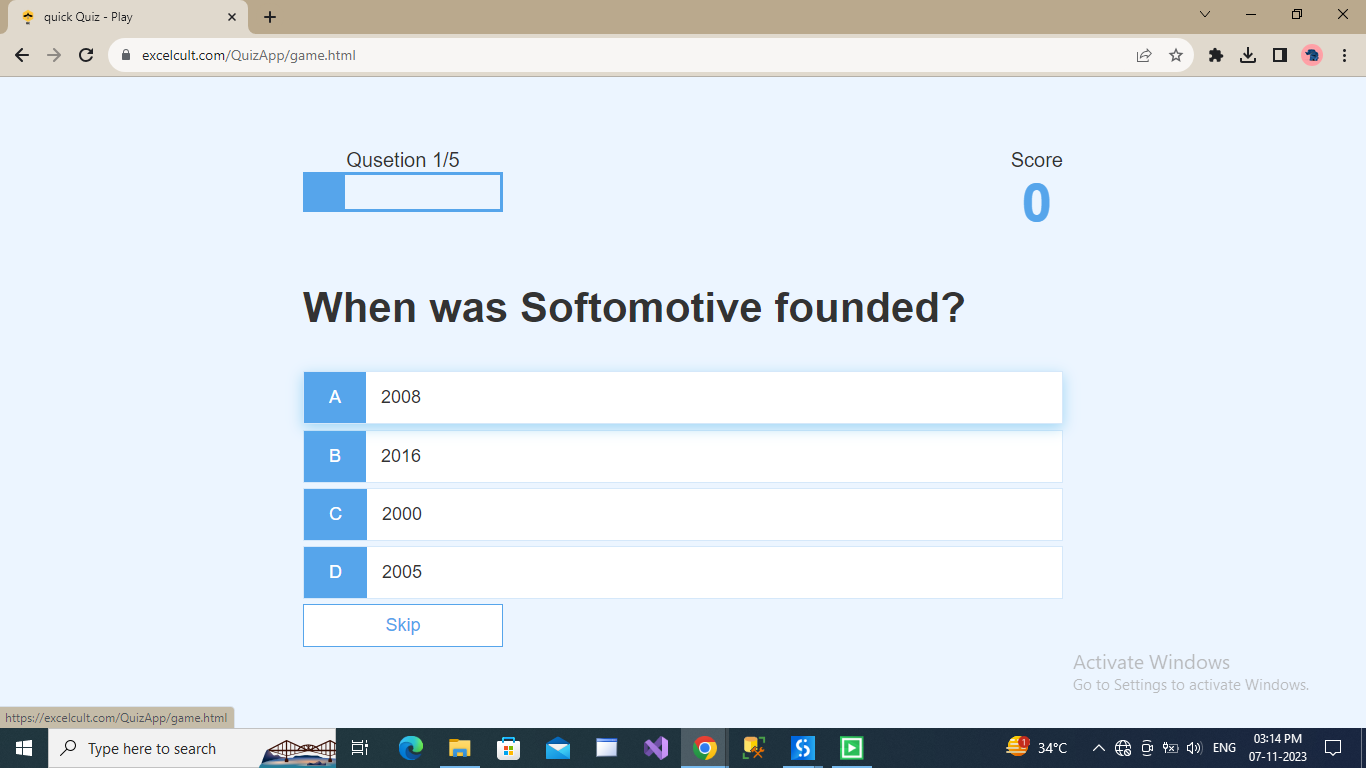 quick Quiz - Play
excelcult.com/QuizApp/game.html
Qusetion 1/5
Score
0
When was Softomotive founded?
A 2008
B 2016
C 2000
D 2005
Skip
Activate Windows
Go to Settings to activate Windows.
https://excelcult.com/QuizApp/game.html
Type here to search
1
34°C
ENG
03:14 PM
07-11-2023